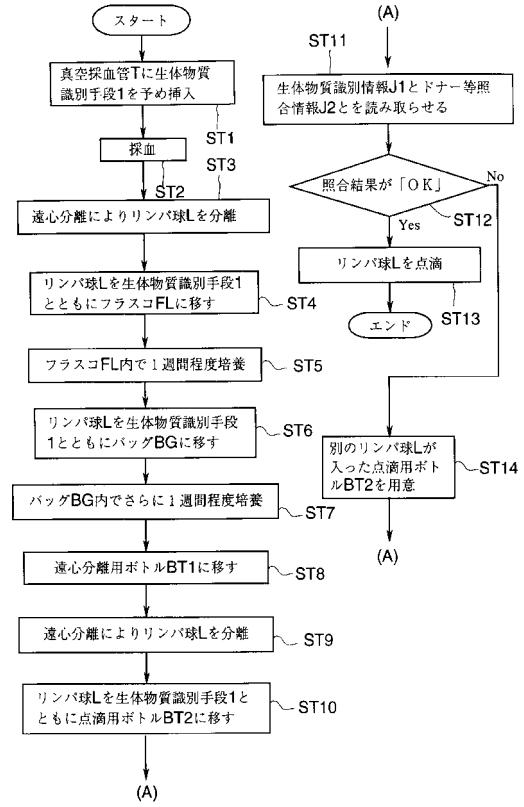 スタート
真空採血管Tに生体物質
識別手段1を予め挿入
ST1
採血
ST2
ST3
遠心分離によりリンパ球Lを分離
リンパ球Lを生体物質識別手段1
とともにフラスコFLに移す
ST4
フラスコFL内で1週間程度培養
ST5
リンパ球Lを生体物質識別手段
1とともにバッグBGに移す
ST6
バッグBG内でさらに1週間程度培養
ST7
遠心分離用ボトルBT1に移す
ST8
遠心分離によりリンパ球Lを分離
ST9
リンパ球Lを生体物質識別手段1と
ともに点滴用ボトルBT2に移す
ST10
(A)
(A)
ST11
生体物質識別情報J1とドナー等照
合情報J2とを読み取らせる
照合結果が「OK」
No
ST12
Yes
リンパ球Lを点滴
ST13
エンド
別のリンパ球Lが
入った点滴用ボト
ルBT2を用意
ST14
(A)